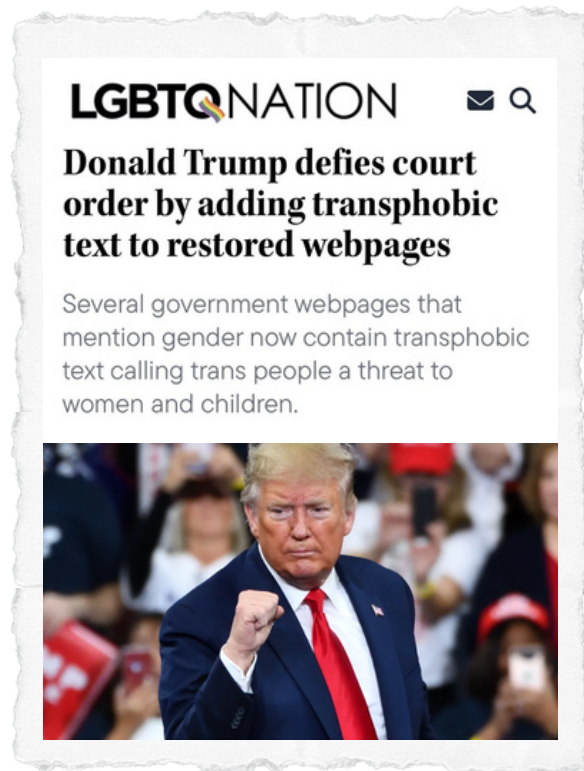 LGBTQNATION
Donald Trump defies court
order by adding transphobic
text to restored webpages
Several government webpages that
mention gender now contain transphobic
text calling trans people a threat to
women and children.